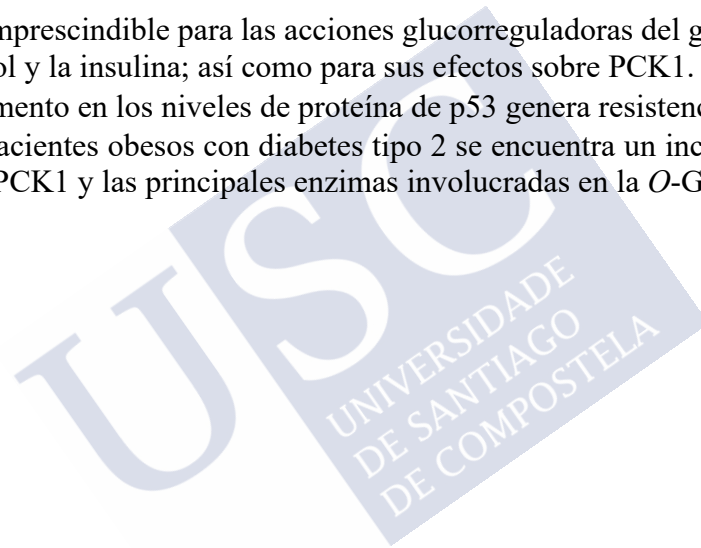 mprescindible para las acciones glucorreguladoras del g
ol y la insulina; así como para sus efectos sobre PCK1.
mento en los niveles de proteína de p53 genera resistenc
acientes obesos con diabetes tipo 2 se encuentra un inc
PCK1 y las principales enzimas involucradas en la O-G
USC
UNIVERSIDADE
DE SANTIAGO
DE COMPOSTELA